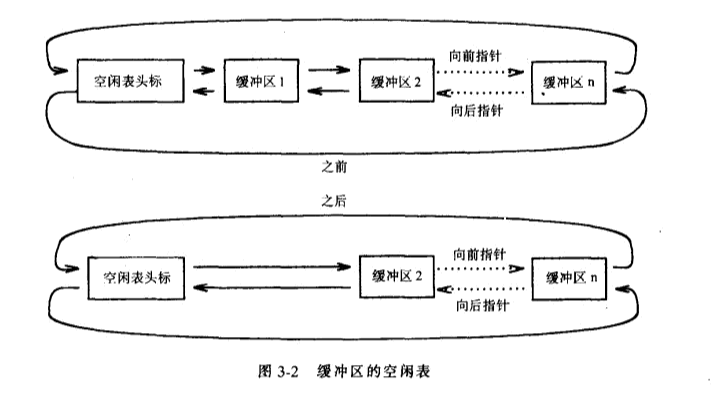 向前指针
空闲表头标 缓冲区1 缓冲区2 缓冲区n
向后指针
之前
之后
向前指针
空闲表头标 缓冲区2 缓冲区n
向后指针
图 3-2 缓冲区的空闲表